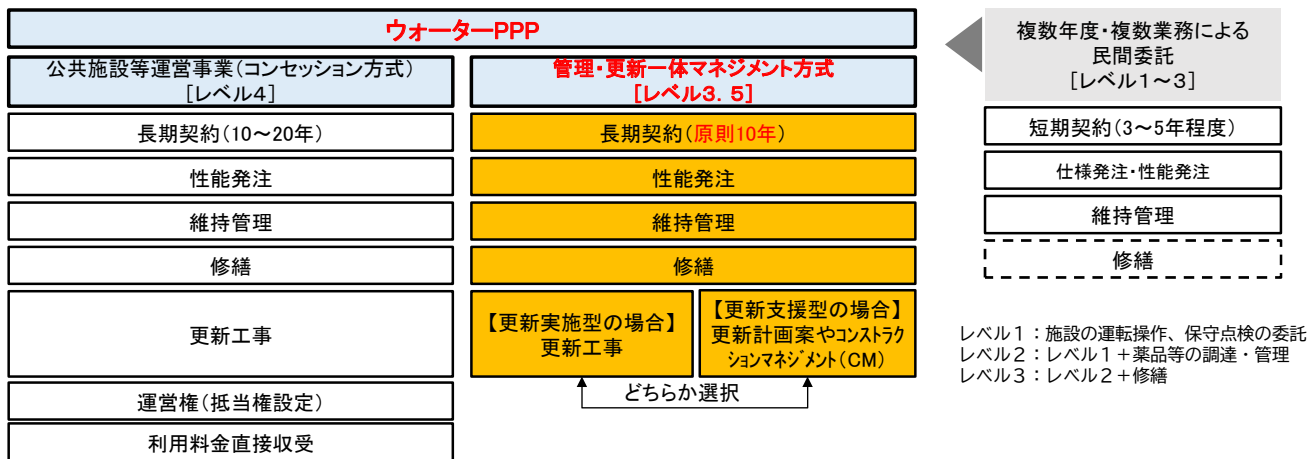 ウォーターPPP
公共施設等運営事業(コンセッション方式)
[レベル4]
長期契約(10～20年)
性能発注
維持管理
修繕
更新工事
運営権(抵当権設定)
利用料金直接収受
管理・更新一体マネジメント方式
[レベル3.5]
長期契約(原則10年)
性能発注
維持管理
修繕
【更新実施型の場合】
更新工事
【更新支援型の場合】
更新計画案やコンストラク
ションマネジメント(CM)
どちらか選択
複数年度・複数業務による
民間委託
[レベル1～3]
短期契約(3～5年程度)
仕様発注・性能発注
維持管理
修繕
レベル1：施設の運転操作、保守点検の委託
レベル2：レベル1＋薬品等の調達・管理
レベル3：レベル2＋修繕